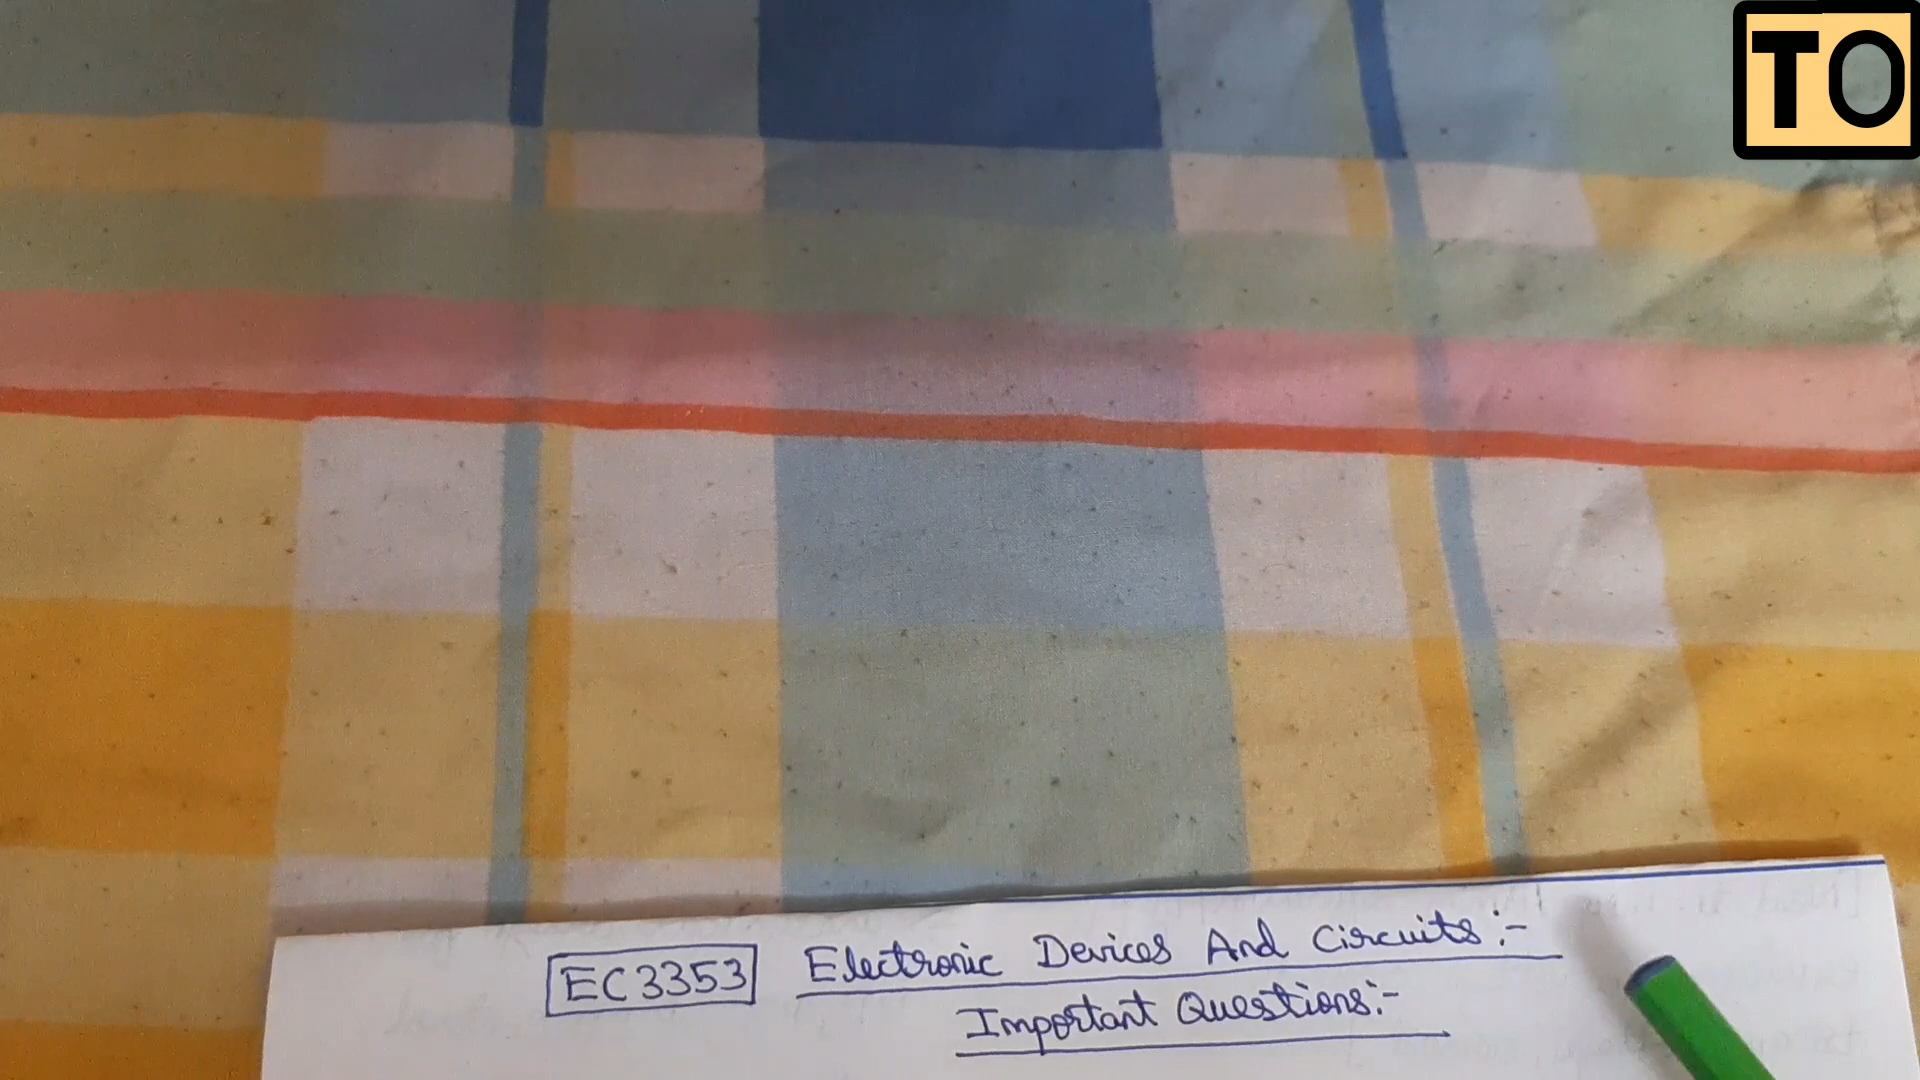 TO
EC3353 Electronic Devices And Circuits:-
Important Questions:-